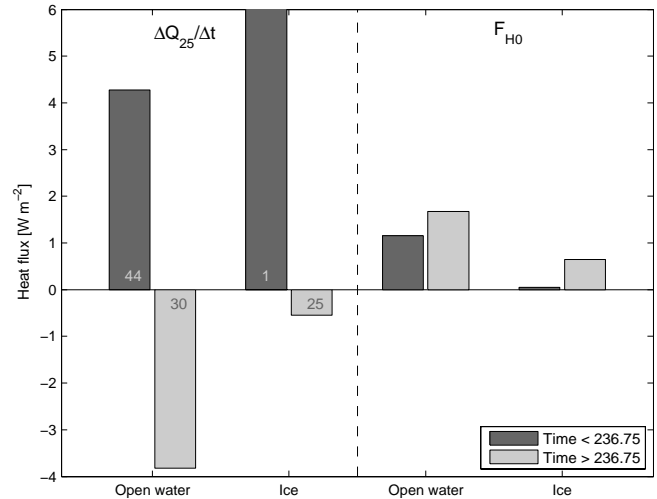 ΔQ25/Δt
FH0
Heat flux [W m−2]
6
5
4
3
2
1
0
−1
−2
−3
−4
44
30
1
25
Open water
Ice
Open water
Ice
Time < 236.75
Time > 236.75